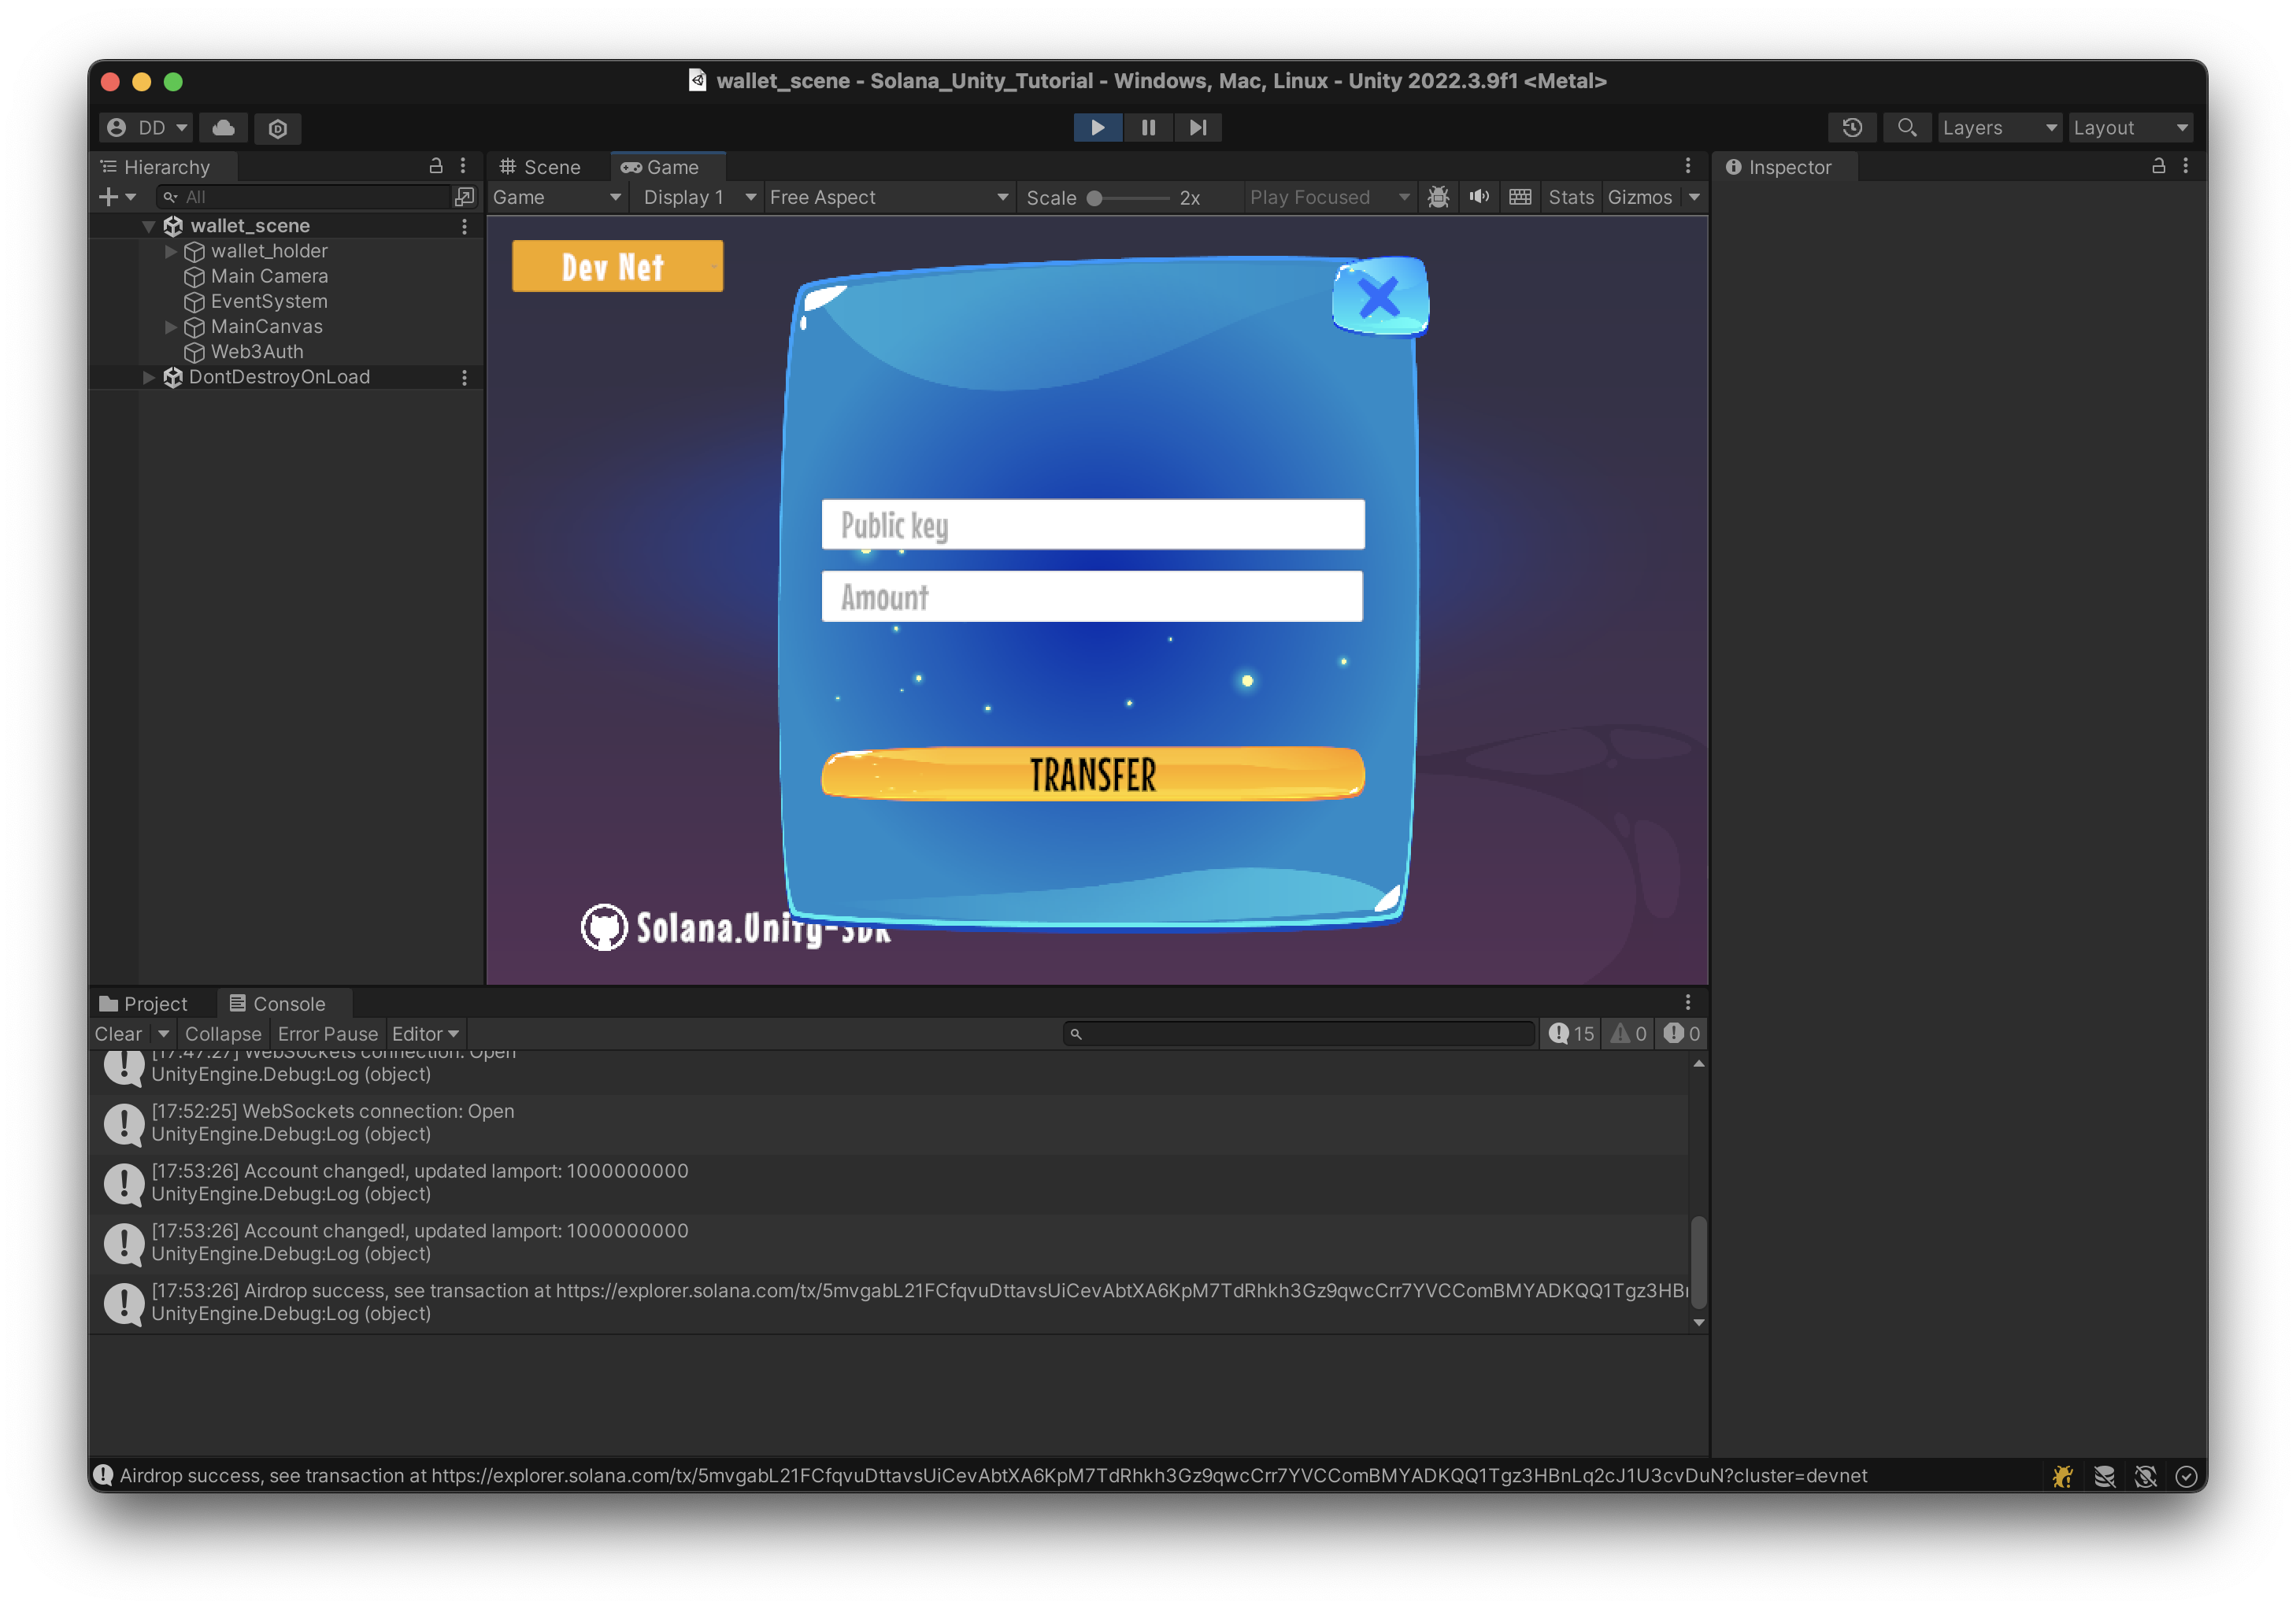 wallet_scene - Solana_Unity_Tutorial - Windows, Mac, Linux - Unity 2022.3.9f1 <Metal>
DD
Layers
Layout
Hierarchy
All
wallet_scene
wallet_holder
Main Camera
EventSystem
MainCanvas
Web3Auth
DontDestroyOnLoad
Scene
Game
Game
Display 1
Free Aspect
Scale
2x
Play Focused
Stats
Gizmos
Inspector
Dev Net
Public key
Amount
TRANSFER
Solana.Unity-SDK
Project
Console
Clear
Collapse
Error Pause
Editor
15
0
0
[17:47:27] WebSockets connection: Open
UnityEngine.Debug:Log (object)
[17:52:25] WebSockets connection: Open
UnityEngine.Debug:Log (object)
[17:53:26] Account changed!, updated lamport: 1000000000
UnityEngine.Debug:Log (object)
[17:53:26] Account changed!, updated lamport: 1000000000
UnityEngine.Debug:Log (object)
[17:53:26] Airdrop success, see transaction at https://explorer.solana.com/tx/5mvgabL21FCfqvuDttavsUiCevAbtXA6KpM7TdRhkh3Gz9qwcCrr7YVCComBMYADKQQ1Tgz3HBn
UnityEngine.Debug:Log (object)
Airdrop success, see transaction at https://explorer.solana.com/tx/5mvgabL21FCfqvuDttavsUiCevAbtXA6KpM7TdRhkh3Gz9qwcCrr7YVCComBMYADKQQ1Tgz3HBnLq2cJ1U3cvDuN?cluster=devnet